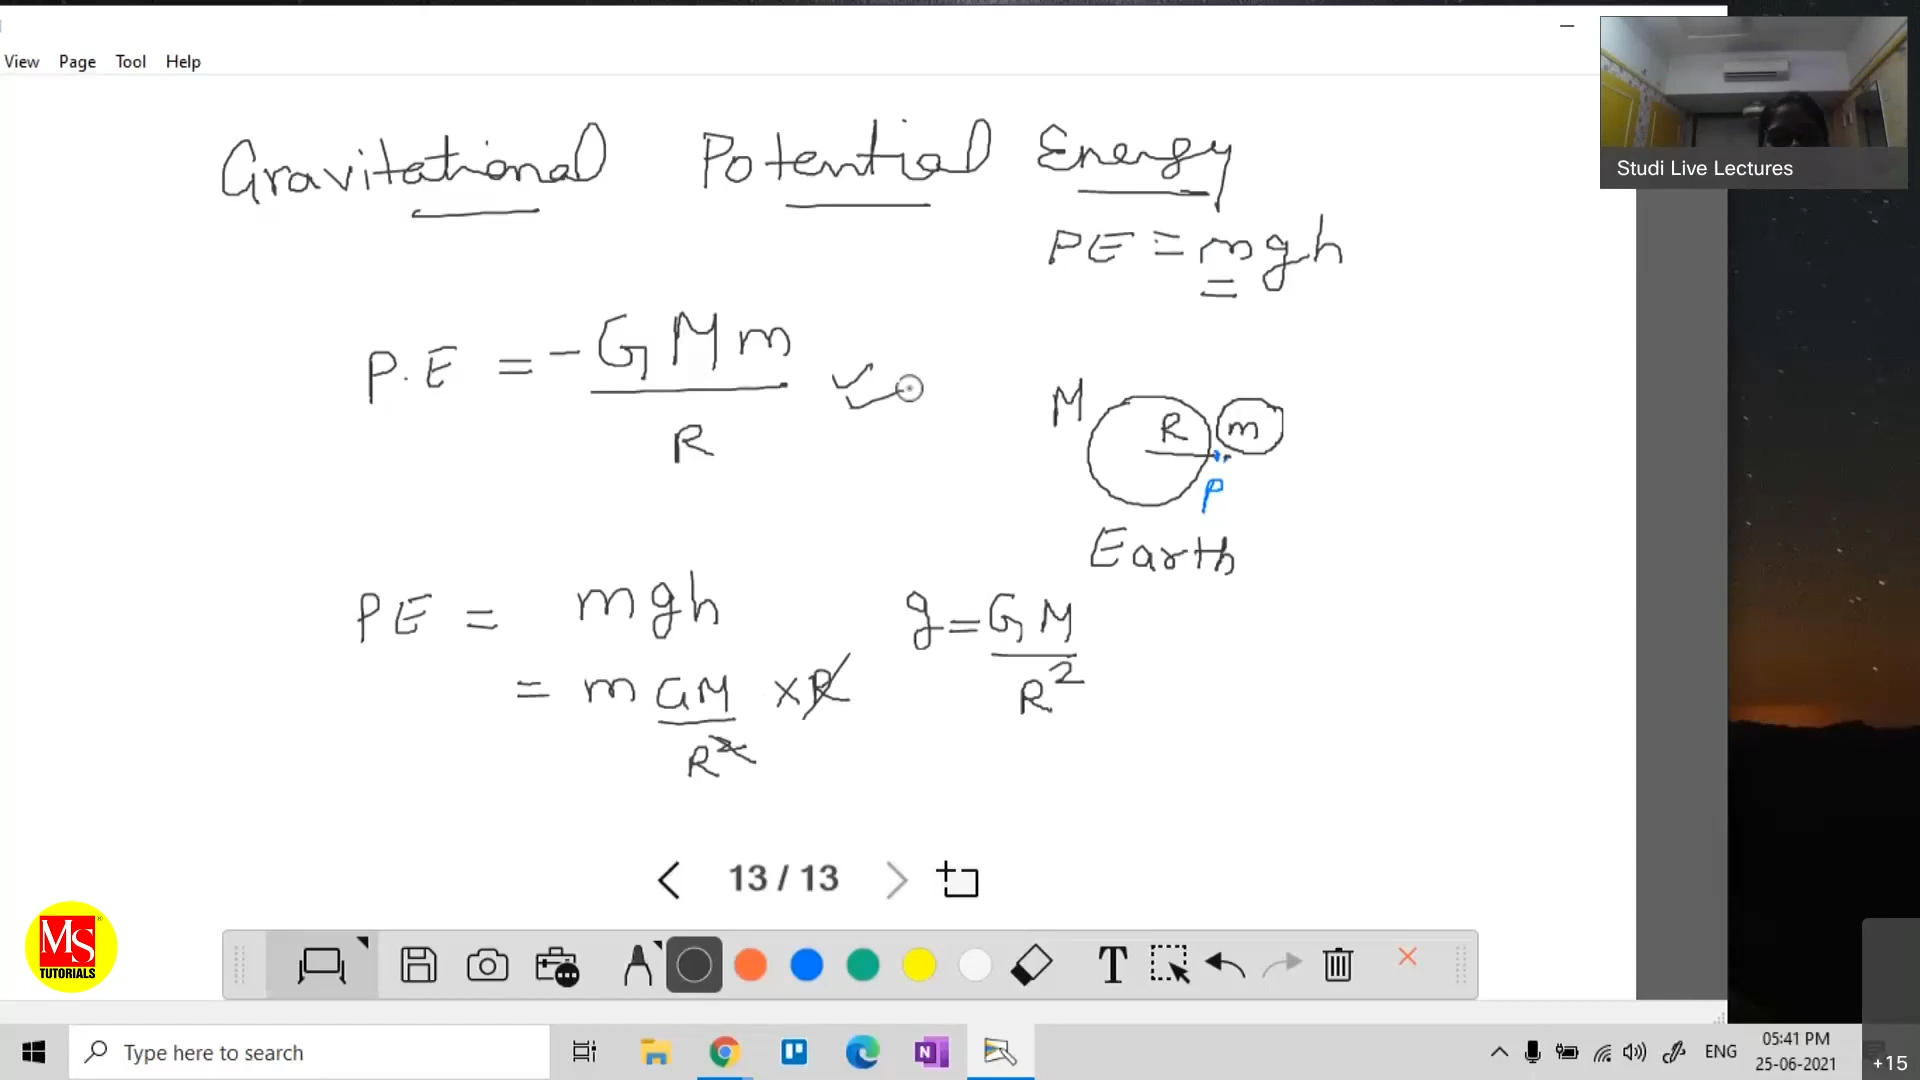 View Page Tool Help
Studi Live Lectures
Gravitational Potential Energy
PE = mgh
P.E = - GMm
R
M
R
m
P
Earth
PE = mgh
g = GM
R²
= m GM × R
R²
13 / 13
MS
TUTORIALS
T
Type here to search
N
ENG
05:41 PM
25-06-2021
+15